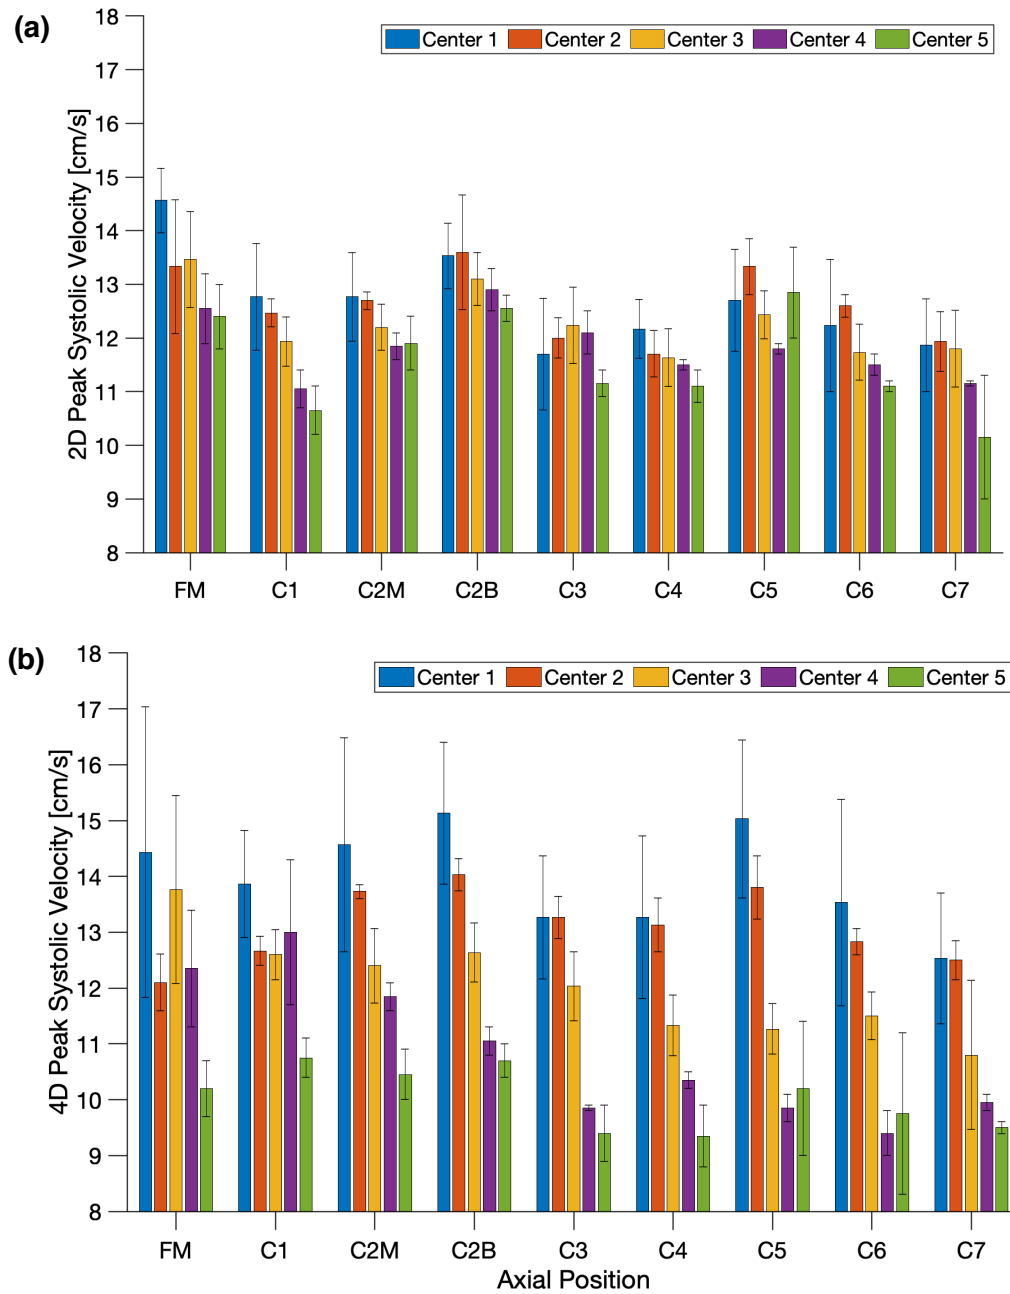 (a)
18
17
16
15
14
13
12
11
10
9
8
2D Peak Systolic Velocity [cm/s]
Center 1 Center 2 Center 3 Center 4 Center 5
FM C1 C2M C2B C3 C4 C5 C6 C7
(b)
18
17
16
15
14
13
12
11
10
9
8
4D Peak Systolic Velocity [cm/s]
Center 1 Center 2 Center 3 Center 4 Center 5
FM C1 C2M C2B C3 C4 C5 C6 C7
Axial Position